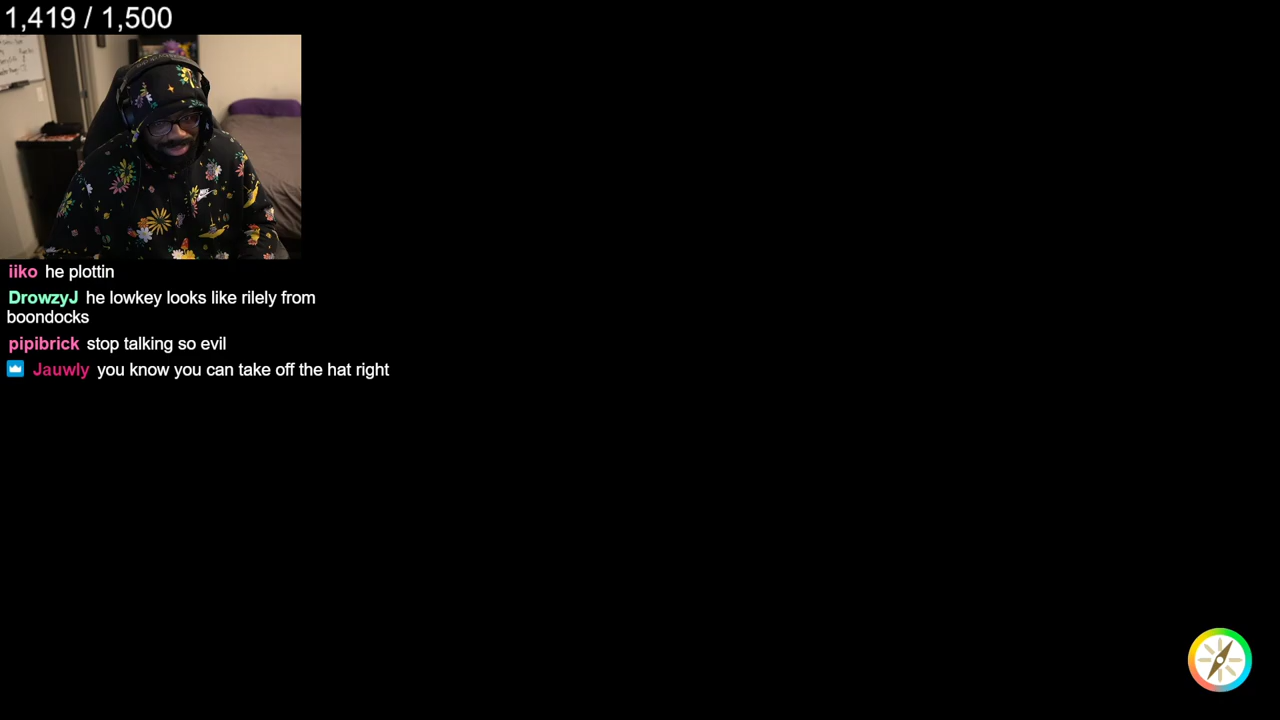 1,419 / 1,500
iiko he plottin
DrowzyJ he lowkey looks like rilely from
boondocks
pipibrick stop talking so evil
Jauwly you know you can take off the hat right